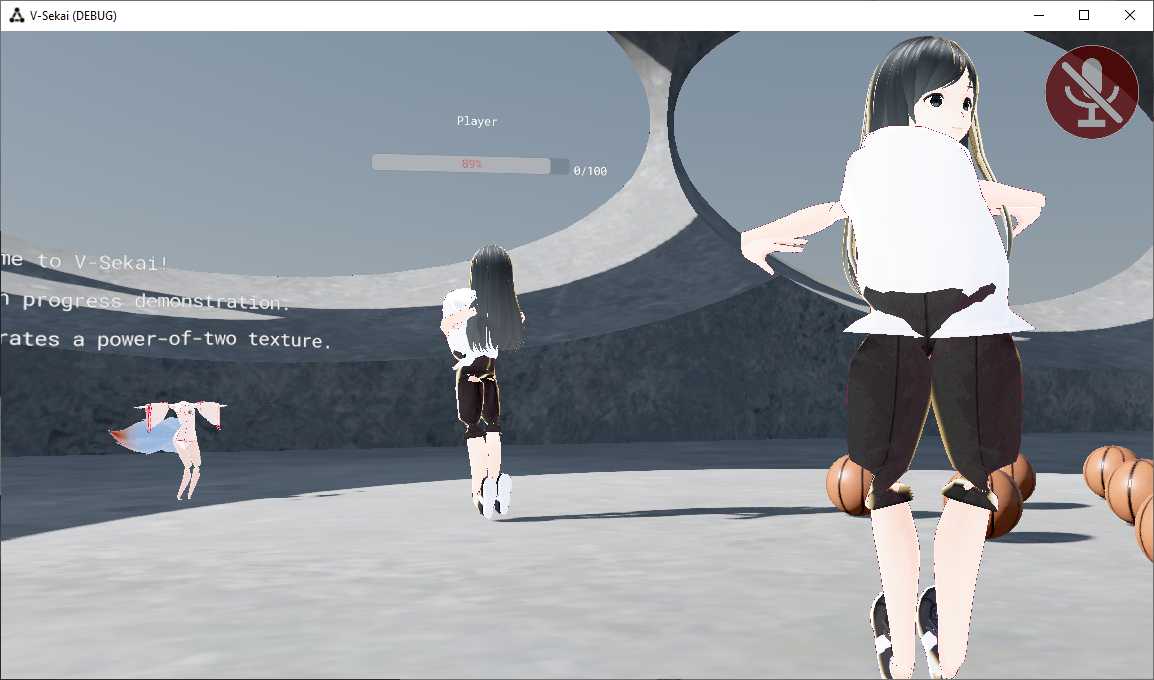 V-Sekai (DEBUG)
Player
89%
0/100
me to V-Sekai!
n progress demonstration.
rates a power-of-two texture.